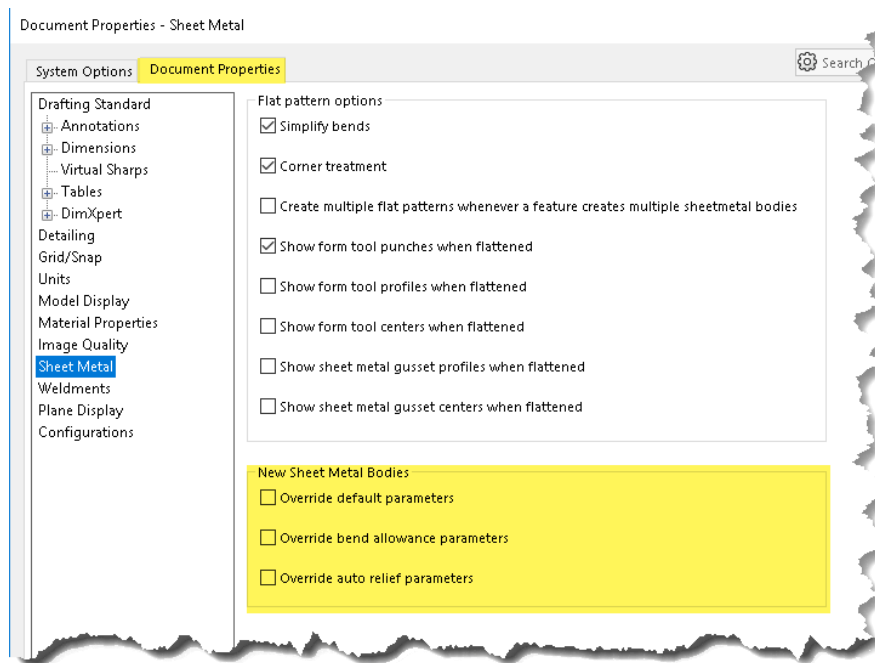 Document Properties - Sheet Metal
System Options
Document Properties
Search
Drafting Standard
Annotations
Dimensions
Virtual Sharps
Tables
DimXpert
Detailing
Grid/Snap
Units
Model Display
Material Properties
Image Quality
Sheet Metal
Weldments
Plane Display
Configurations
Flat pattern options
Simplify bends
Corner treatment
Create multiple flat patterns whenever a feature creates multiple sheetmetal bodies
Show form tool punches when flattened
Show form tool profiles when flattened
Show form tool centers when flattened
Show sheet metal gusset profiles when flattened
Show sheet metal gusset centers when flattened
New Sheet Metal Bodies
Override default parameters
Override bend allowance parameters
Override auto relief parameters